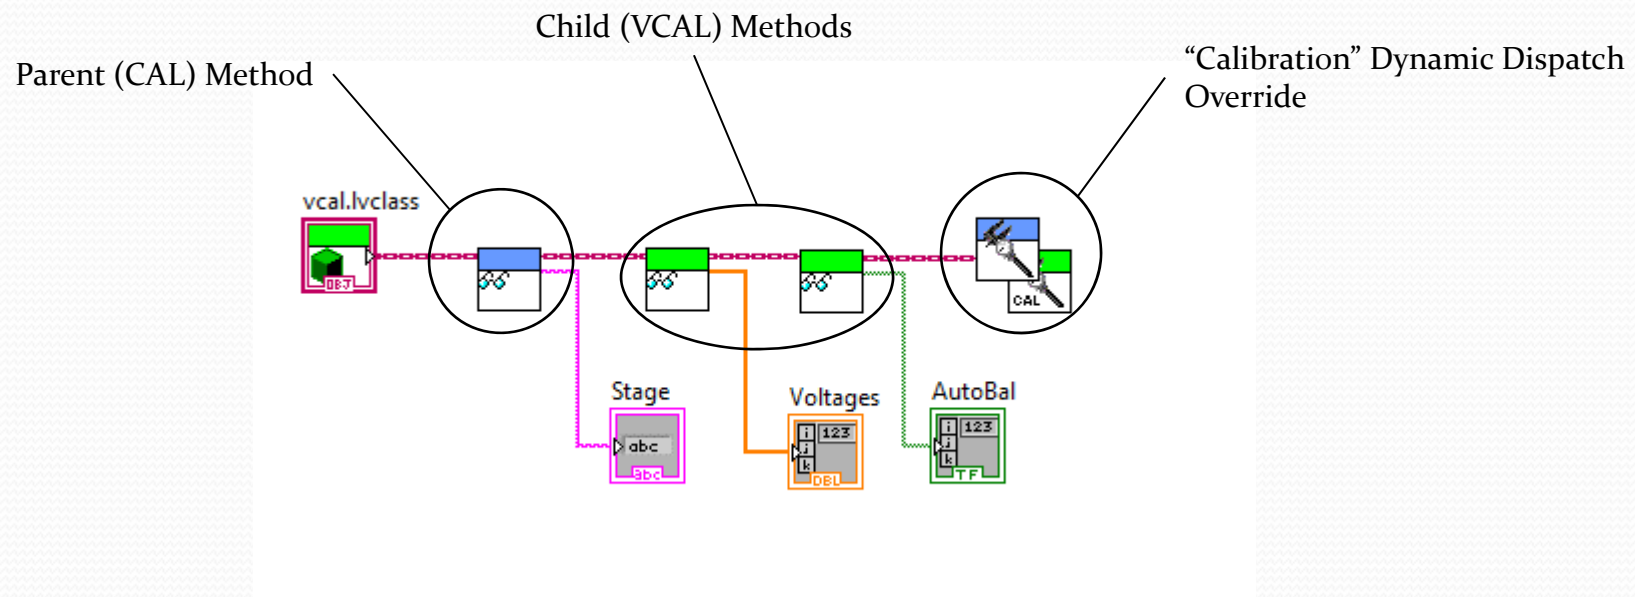 Child (VCAL) Methods
Parent (CAL) Method
“Calibration” Dynamic Dispatch
Override
vcal.lvclass
OBJ
CAL
Stage
Voltages
AutoBal
abc
abc
i
123
j
k
DBL
i
123
j
k
TF